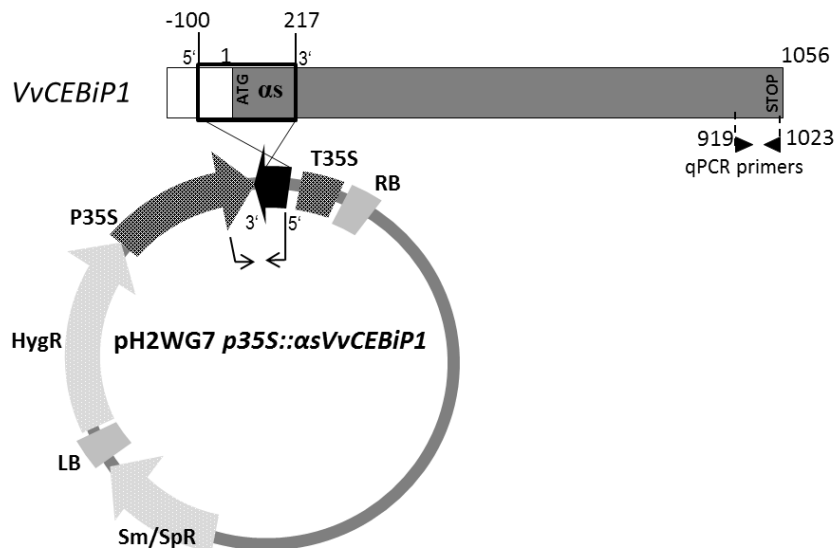 -100 217
5‘ 1 3‘ 1056
VvCEBiP1 ATG αs STOP
919 1023
qPCR primers
T35S
RB
P35S
3‘ 5‘
HygR
pH2WG7 p35S::αsVvCEBiP1
LB
Sm/SpR